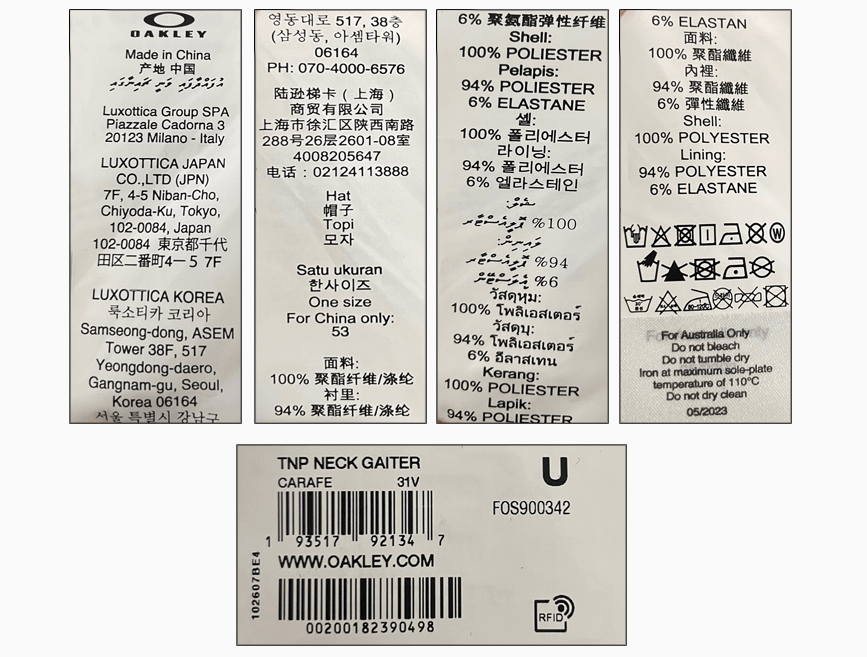 OAKLEY
Made in China
产地 中国
Luxottica Group SPA
Piazzale Cadorna 3
20123 Milano - Italy
LUXOTTICA JAPAN
CO.,LTD (JPN)
7F, 4-5 Niban-Cho,
Chiyoda-Ku, Tokyo,
102-0084, Japan
102-0084 東京都千代
田区二番町4－5 7F
LUXOTTICA KOREA
룩소티카 코리아
Samseong-dong, ASEM
Tower 38F, 517
Yeongdong-daero,
Gangnam-gu, Seoul,
Korea 06164
서울 특별시 강남구
영동대로 517, 38층
(삼성동, 아셈타워)
06164
PH: 070-4000-6576
陆逊梯卡（上海）
商贸有限公司
上海市徐汇区陕西南路
288号26层2601-08室
4008205647
电话：02124113888
Hat
帽子
Topi
모자
Satu ukuran
한사이즈
One size
For China only:
53
面料:
100% 聚酯纤维/涤纶
衬里:
94% 聚酯纤维/涤纶
6% 聚氨酯弹性纤维
Shell:
100% POLIESTER
Pelapis:
94% POLIESTER
6% ELASTANE
셸:
100% 폴리에스터
라이닝:
94% 폴리에스터
6% 엘라스테인
%100
%94
%6
วัสดุหุ้ม:
100% โพลิเอสเตอร์
วัสดุบุ:
94% โพลิเอสเตอร์
6% อีลาสเทน
Kerang:
100% POLIESTER
Lapik:
94% POLIESTER
6% ELASTAN
面料:
100% 聚酯纖維
內裡:
94% 聚酯纖維
6% 彈性纖維
Shell:
100% POLYESTER
Lining:
94% POLYESTER
6% ELASTANE
For Australia Only
Do not bleach
Do not tumble dry
Iron at maximum sole-plate
temperature of 110°C
Do not dry clean
05/2023
TNP NECK GAITER
CARAFE 31V
U
FOS900342
1 93517 92134 7
WWW.OAKLEY.COM
102607BE4
00200182390498
RFID